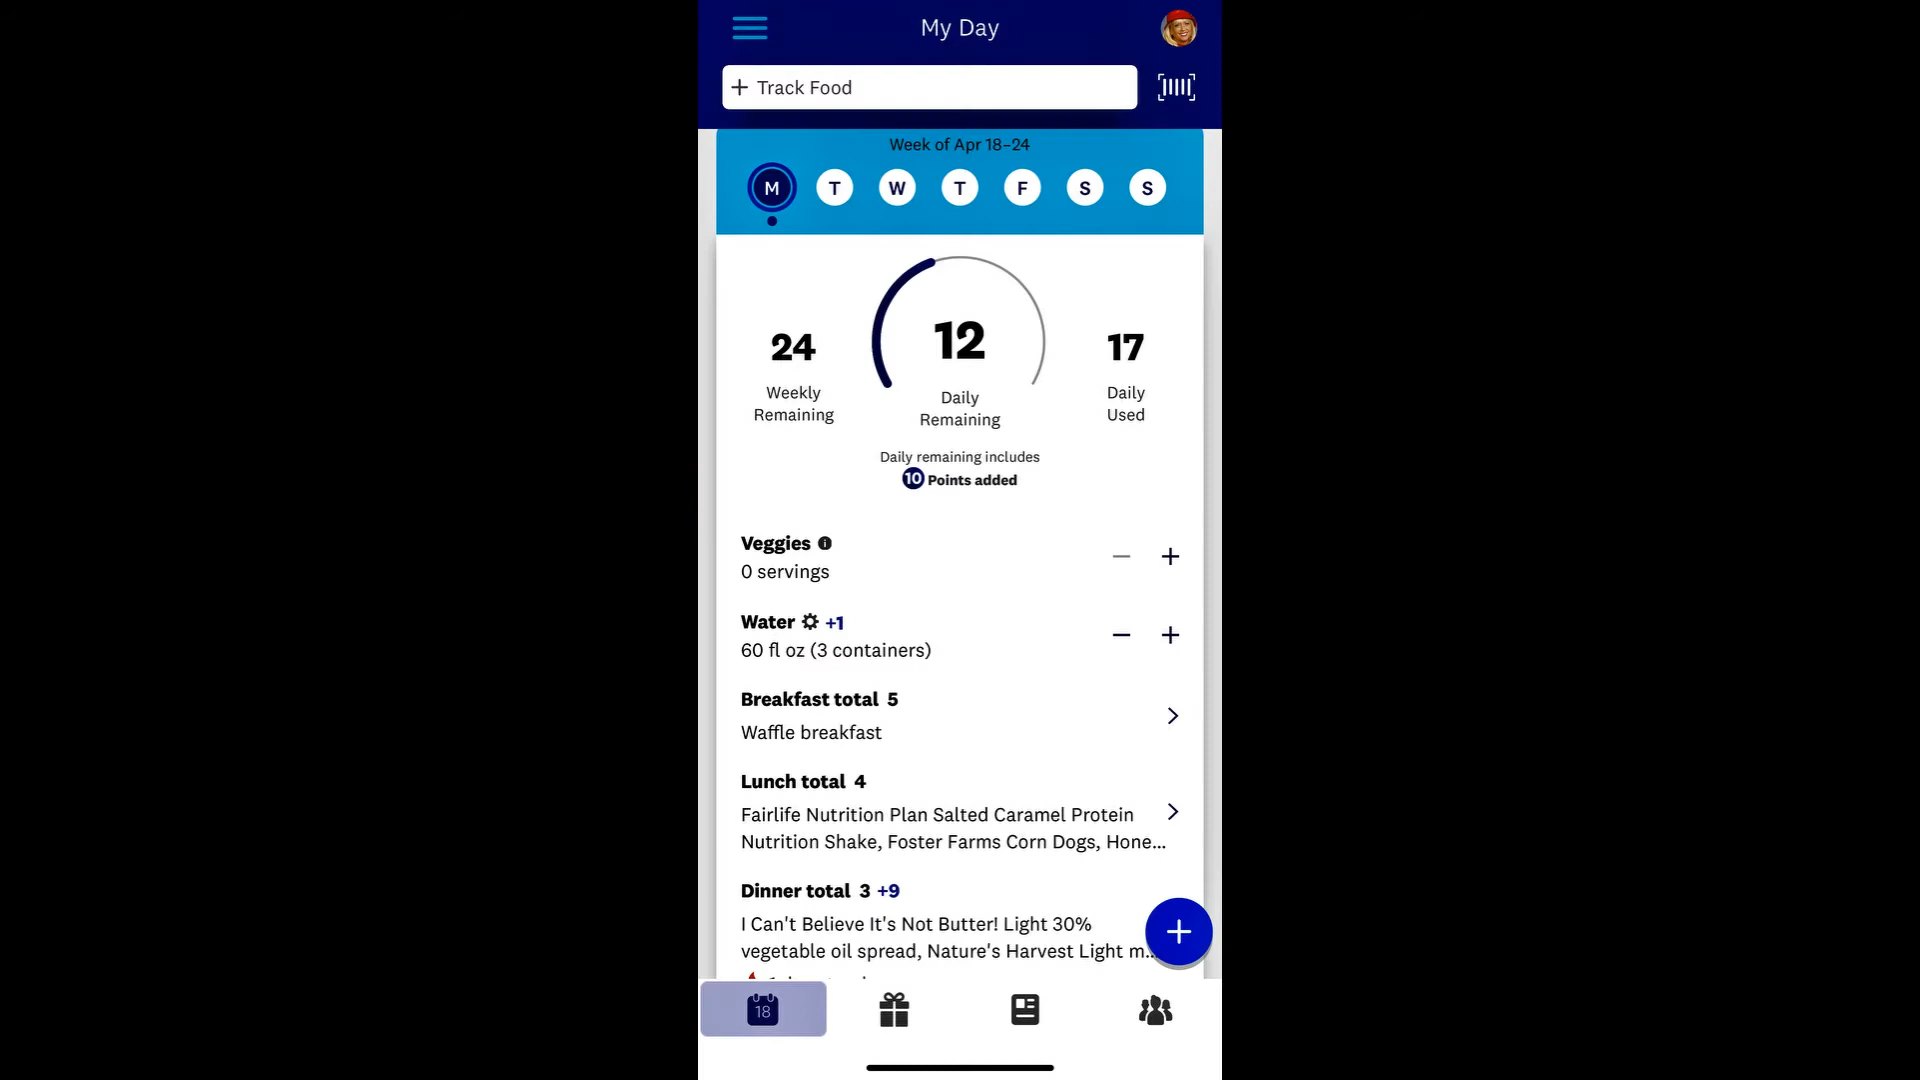 My Day
+ Track Food
Week of Apr 18–24
M T W T F S S
24
Weekly
Remaining
12
Daily
Remaining
17
Daily
Used
Daily remaining includes
10 Points added
Veggies
0 servings
Water +1
60 fl oz (3 containers)
Breakfast total 5
Waffle breakfast
Lunch total 4
Fairlife Nutrition Plan Salted Caramel Protein
Nutrition Shake, Foster Farms Corn Dogs, Hone...
Dinner total 3 +9
I Can't Believe It's Not Butter! Light 30%
vegetable oil spread, Nature's Harvest Light m...
18